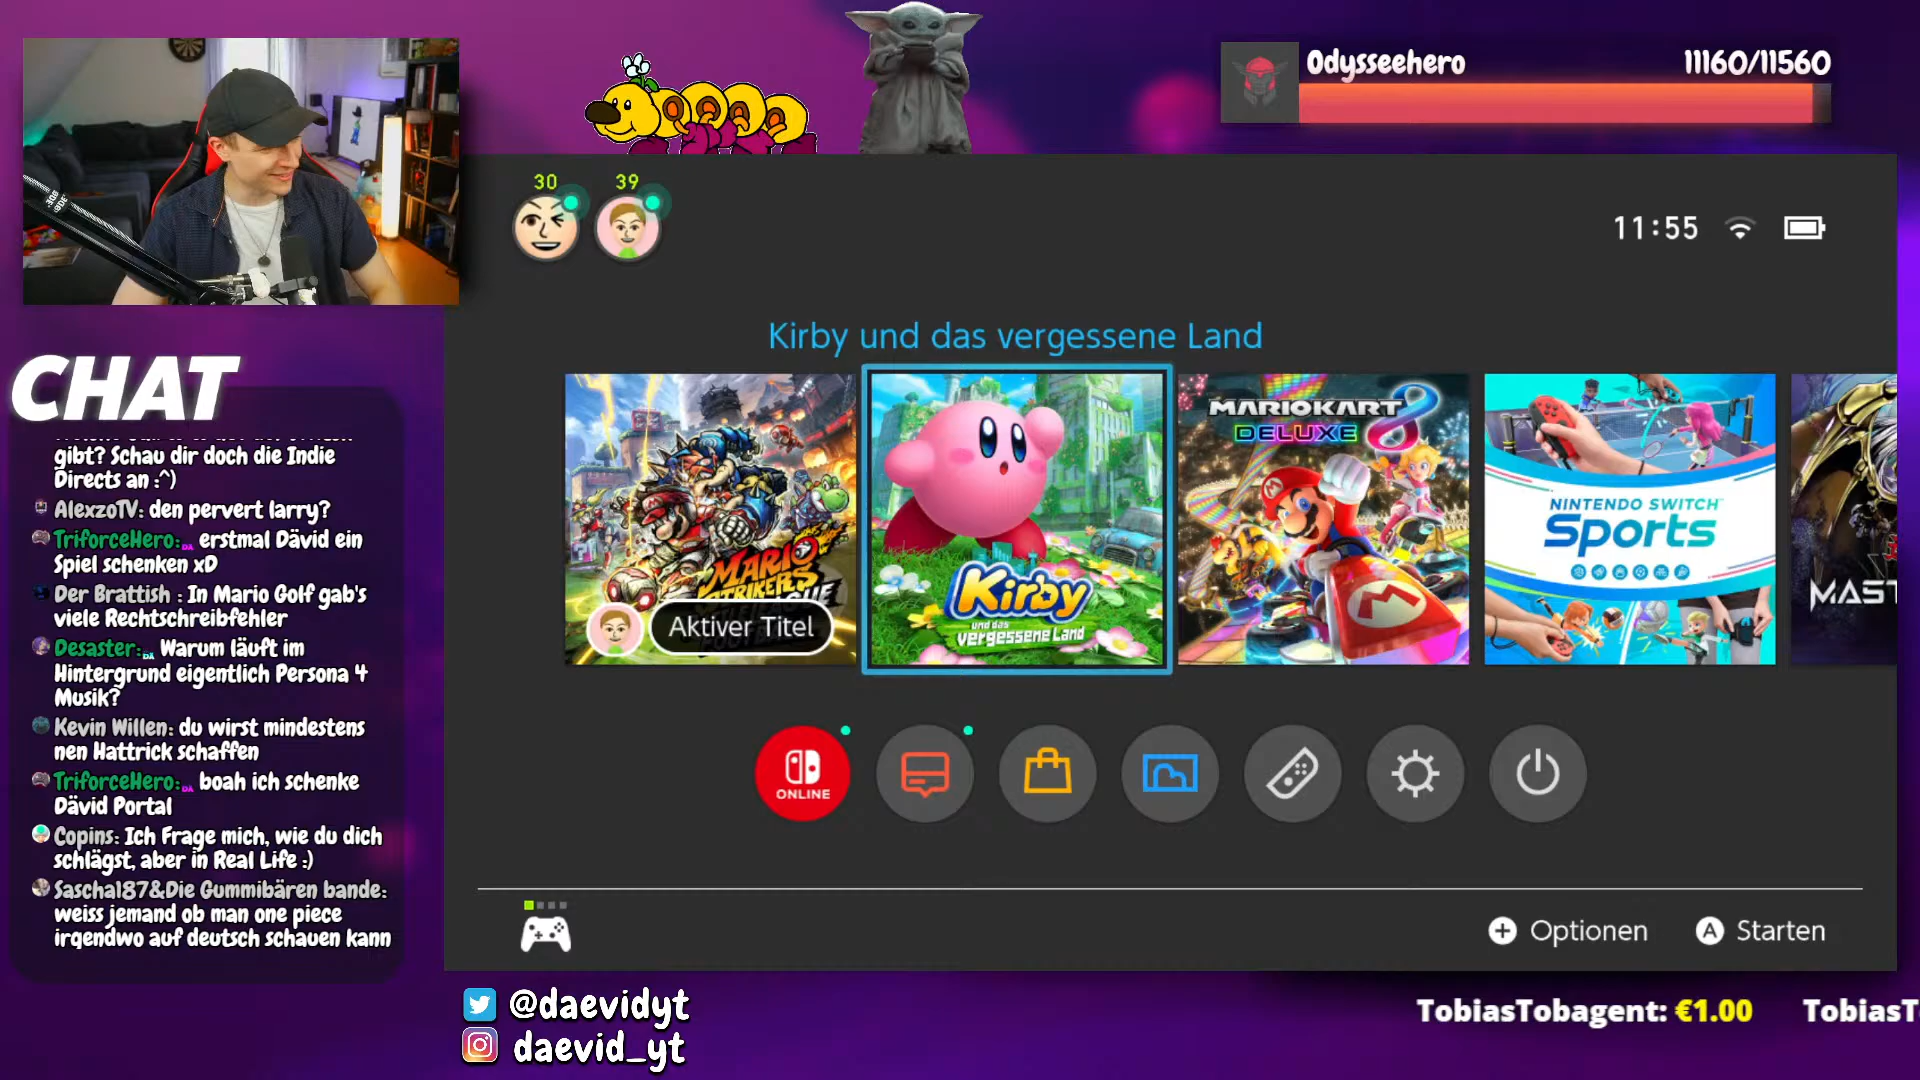 Odysseehero 11160/11560
30 39
11:55
Kirby und das vergessene Land
MARIO
STRIKERS
Aktiver Titel
Kirby
und das
vergessene Land
MARIOKART 8
DELUXE
NINTENDO SWITCH
Sports
MAST
ONLINE
Optionen
Starten
CHAT
gibt? Schau dir doch die Indie
Directs an :^)
AlexzoTV: den pervert larry?
TriforceHero: erstmal Dävid ein
Spiel schenken xD
Der Brattish : In Mario Golf gab's
viele Rechtschreibfehler
Desaster: Warum läuft im
Hintergrund eigentlich Persona 4
Musik?
Kevin Willen: du wirst mindestens
nen Hattrick schaffen
TriforceHero: boah ich schenke
Dävid Portal
Copins: Ich Frage mich, wie du dich
schlägst, aber in Real Life :)
Sascha187&Die Gummibären bande:
weiss jemand ob man one piece
irgendwo auf deutsch schauen kann
@daevidyt
daevid_yt
TobiasTobagent: €1.00 TobiasT